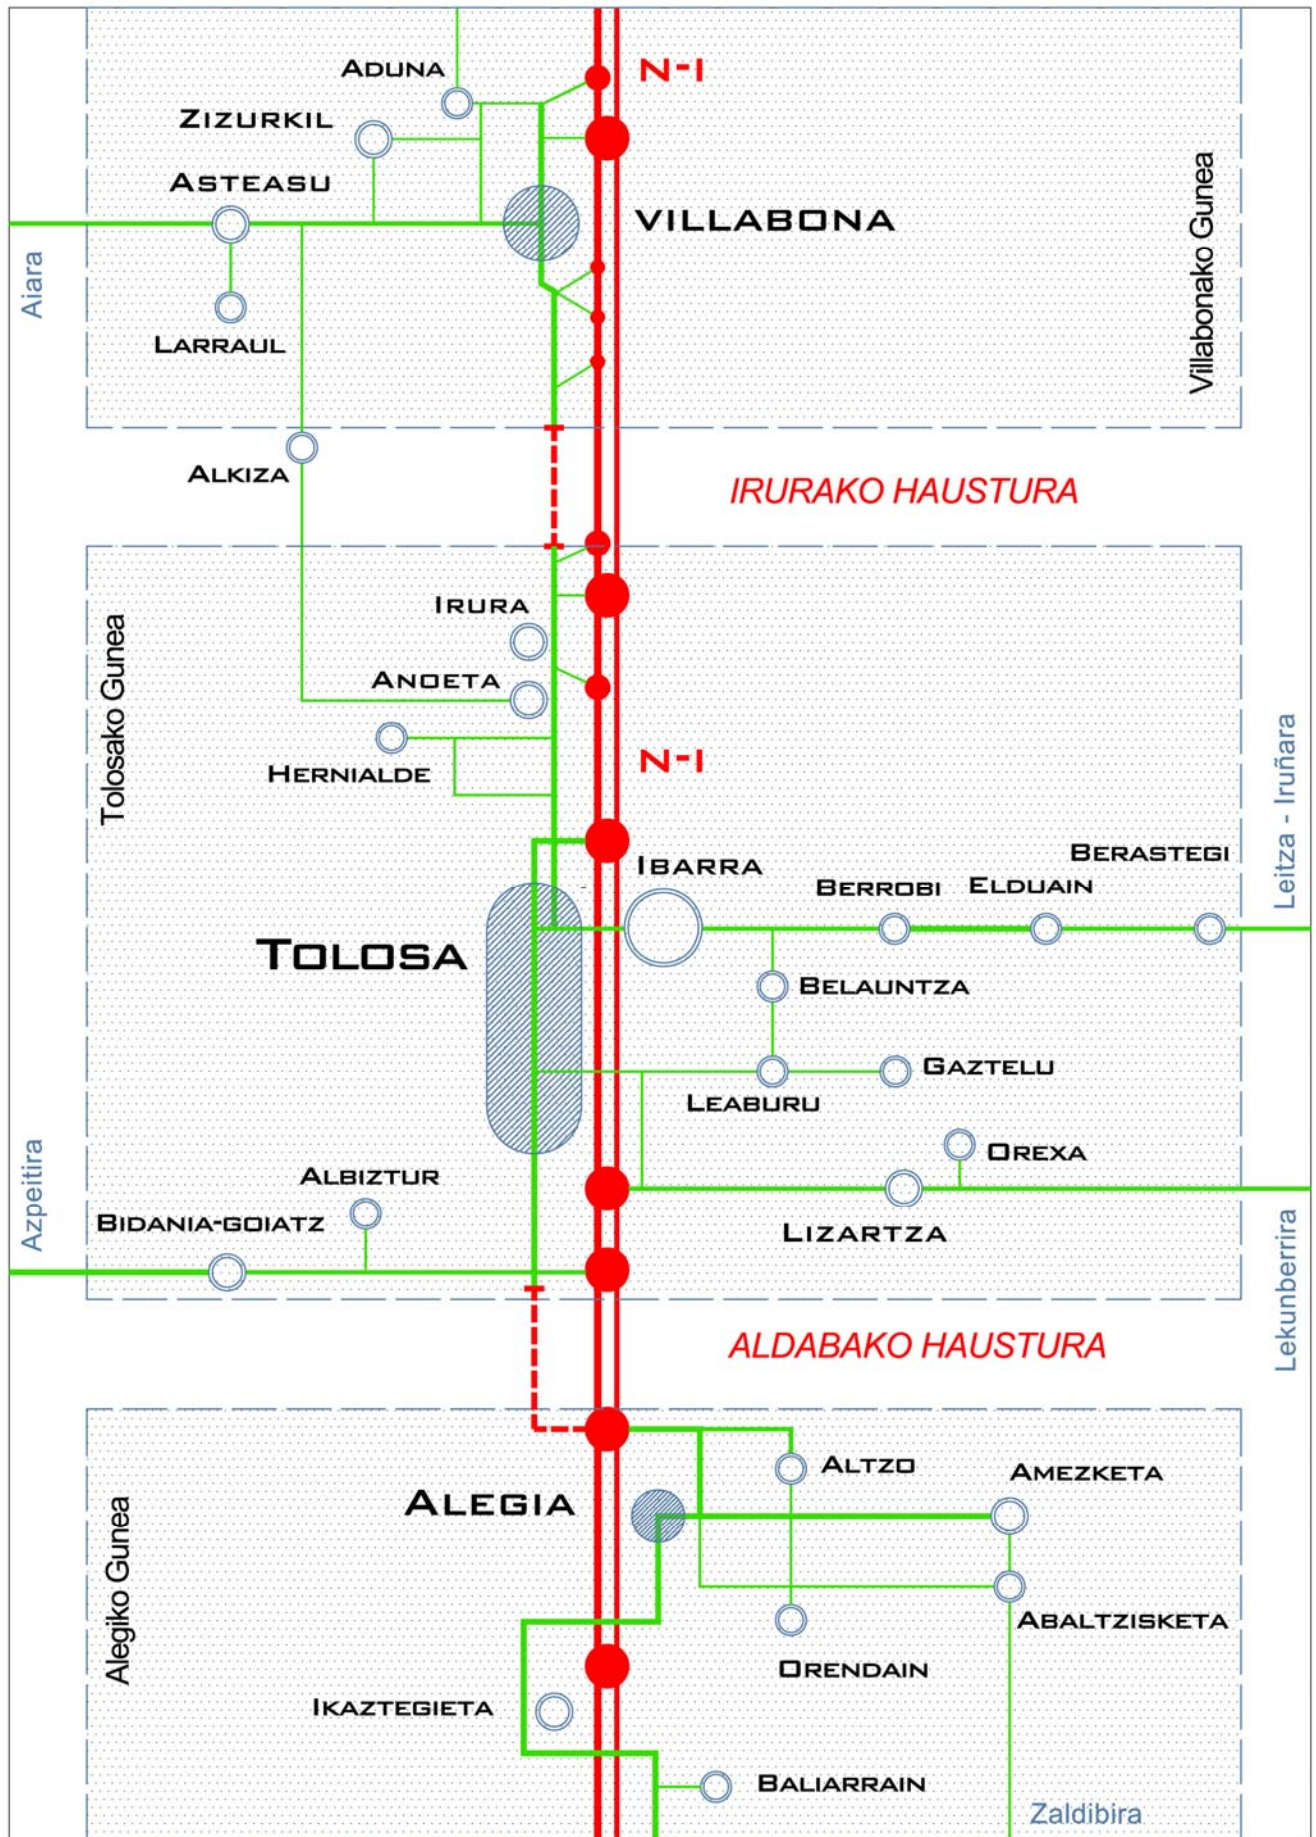 ADUNA
N-I
ZIZURKIL
ASTEASU
VILLABONA
Villabonako Gunea
Aiara
LARRAUL
ALKIZA
IRURAKO HAUSTURA
IRURA
Tolosako Gunea
ANOETA
N-I
HERNIALDE
Leitza - Iruñara
IBARRA
BERASTEGI
BERROBI
ELDUAIN
TOLOSA
BELAUNTZA
GAZTELU
LEABURU
OREXA
Azpeitira
ALBIZTUR
BIDANIA-GOIATZ
LIZARTZA
Lekunberrira
ALDABAKO HAUSTURA
ALTZO
AMEZKETA
ALEGIA
Alegiko Gunea
ABALTZISKETA
ORENDAIN
IKAZTEGIETA
BALIARRAIN
Zaldibira